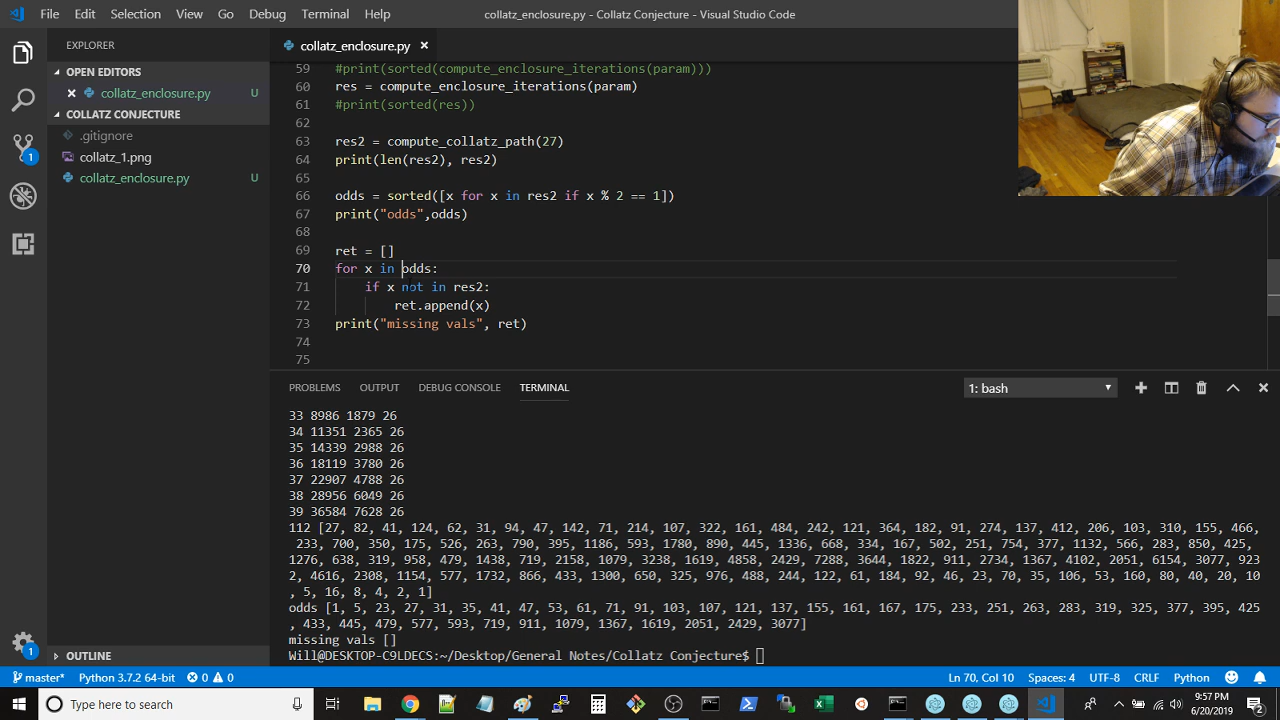 File Edit Selection View Go Debug Terminal Help
collatz_enclosure.py - Collatz Conjecture - Visual Studio Code
EXPLORER
OPEN EDITORS
collatz_enclosure.py U
COLLATZ CONJECTURE
.gitignore
collatz_1.png
collatz_enclosure.py U
OUTLINE
collatz_enclosure.py
59 #print(sorted(compute_enclosure_iterations(param)))
60 res = compute_enclosure_iterations(param)
61 #print(sorted(res))
62
63 res2 = compute_collatz_path(27)
64 print(len(res2), res2)
65
66 odds = sorted([x for x in res2 if x % 2 == 1])
67 print("odds",odds)
68
69 ret = []
70 for x in odds:
71 if x not in res2:
72 ret.append(x)
73 print("missing vals", ret)
74
75
PROBLEMS OUTPUT DEBUG CONSOLE TERMINAL
1: bash
33 8986 1879 26
34 11351 2365 26
35 14339 2988 26
36 18119 3780 26
37 22907 4788 26
38 28956 6049 26
39 36584 7628 26
112 [27, 82, 41, 124, 62, 31, 94, 47, 142, 71, 214, 107, 322, 161, 484, 242, 121, 364, 182, 91, 274, 137, 412, 206, 103, 310, 155, 466,
233, 700, 350, 175, 526, 263, 790, 395, 1186, 593, 1780, 890, 445, 1336, 668, 334, 167, 502, 251, 754, 377, 1132, 566, 283, 850, 425,
1276, 638, 319, 958, 479, 1438, 719, 2158, 1079, 3238, 1619, 4858, 2429, 7288, 3644, 1822, 911, 2734, 1367, 4102, 2051, 6154, 3077, 923
2, 4616, 2308, 1154, 577, 1732, 866, 433, 1300, 650, 325, 976, 488, 244, 122, 61, 184, 92, 46, 23, 70, 35, 106, 53, 160, 80, 40, 20, 10
, 5, 16, 8, 4, 2, 1]
odds [1, 5, 23, 27, 31, 35, 41, 47, 53, 61, 71, 91, 103, 107, 121, 137, 155, 161, 167, 175, 233, 251, 263, 283, 319, 325, 377, 395, 425
, 433, 445, 479, 577, 593, 719, 911, 1079, 1367, 1619, 2051, 2429, 3077]
missing vals []
Will@DESKTOP-C9LDECS:~/Desktop/General Notes/Collatz Conjecture$
1
1
master* Python 3.7.2 64-bit 0 0 Ln 70, Col 10 Spaces: 4 UTF-8 CRLF Python
Type here to search
9:57 PM
6/20/2019